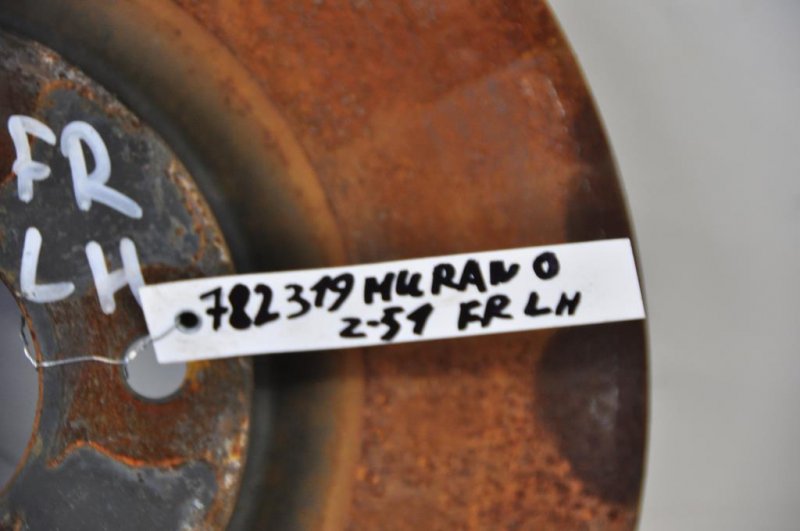 FR
LH
782319 MURANO
Z-51 FR LH